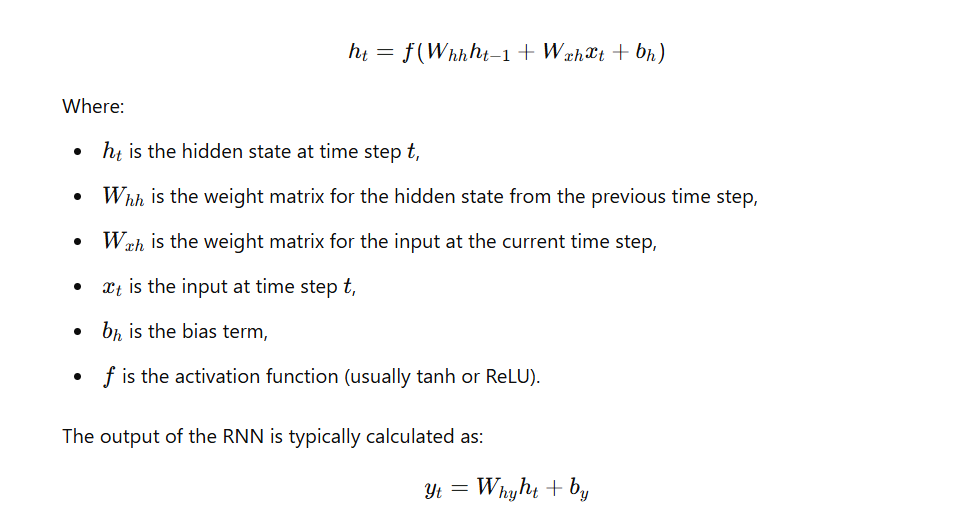 h_t = f(W_{hh}h_{t-1} + W_{xh}x_t + b_h)
Where:
• h_t is the hidden state at time step t,
• W_{hh} is the weight matrix for the hidden state from the previous time step,
• W_{xh} is the weight matrix for the input at the current time step,
• x_t is the input at time step t,
• b_h is the bias term,
• f is the activation function (usually tanh or ReLU).
The output of the RNN is typically calculated as:
y_t = W_{hy}h_t + b_y